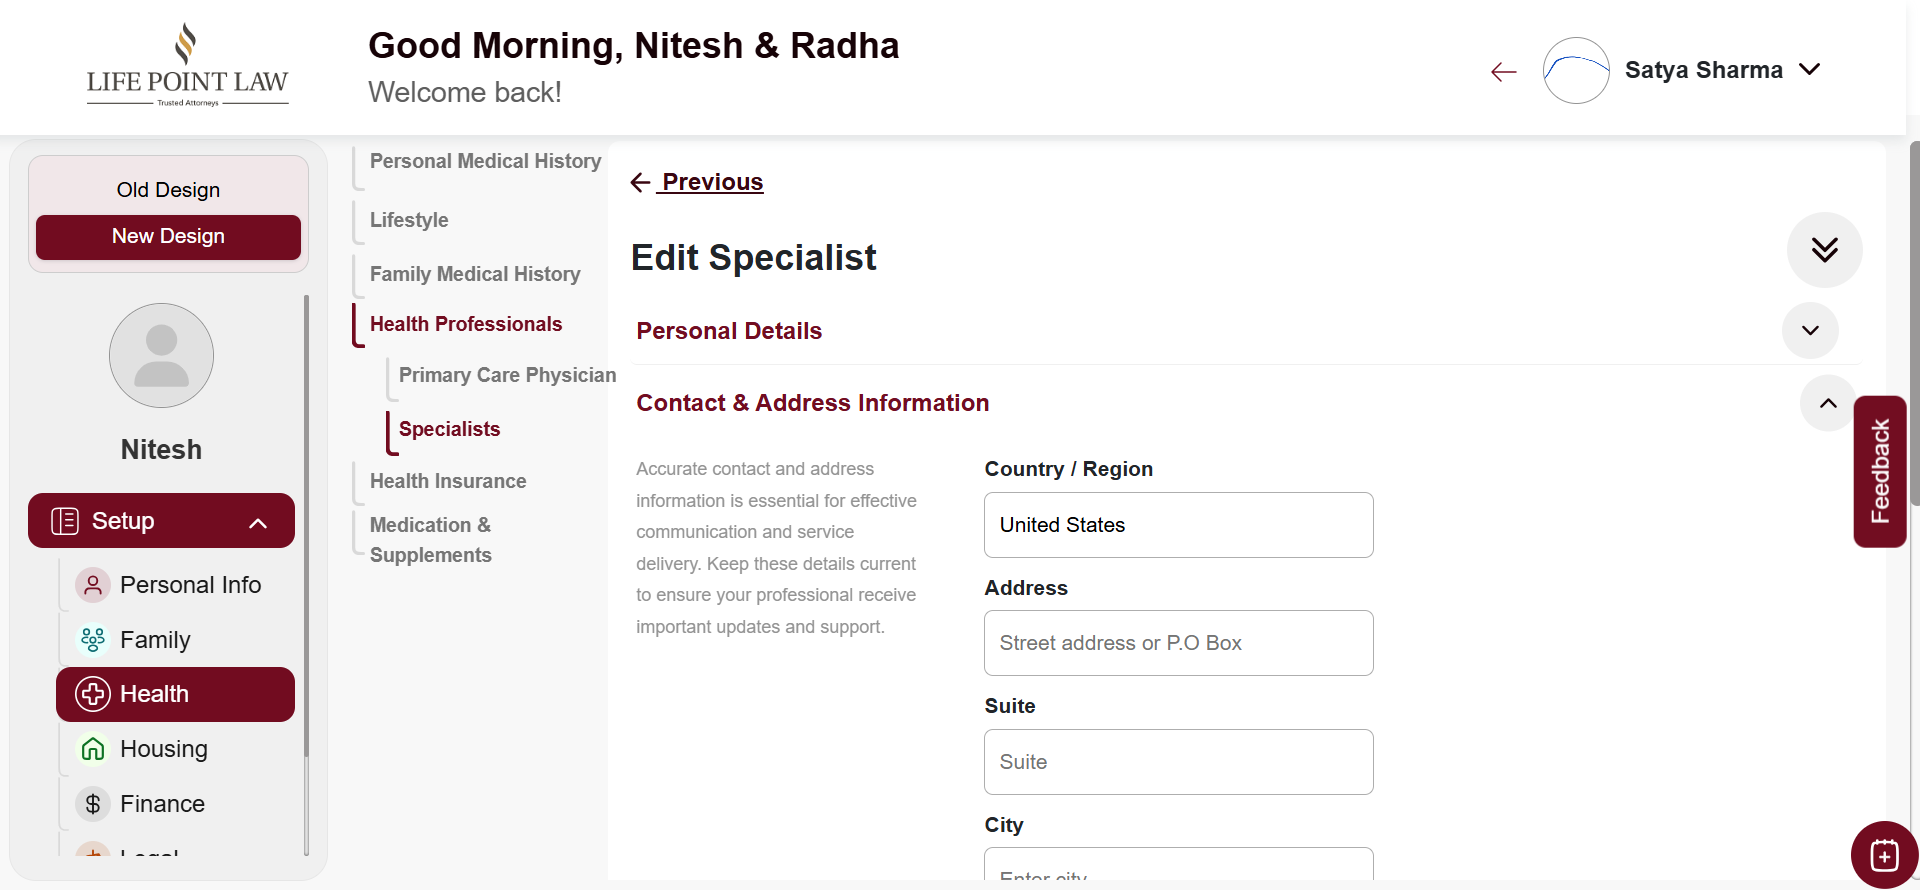 LIFE POINT LAW
Trusted Attorneys
Good Morning, Nitesh & Radha
Welcome back!
Satya Sharma
Old Design
New Design
Nitesh
Setup
Personal Info
Family
Health
Housing
Finance
Legal
Personal Medical History
Lifestyle
Family Medical History
Health Professionals
Primary Care Physician
Specialists
Health Insurance
Medication &
Supplements
Previous
Edit Specialist
Personal Details
Contact & Address Information
Accurate contact and address
information is essential for effective
communication and service
delivery. Keep these details current
to ensure your professional receive
important updates and support.
Country / Region
United States
Address
Street address or P.O Box
Suite
Suite
City
Enter city
Feedback